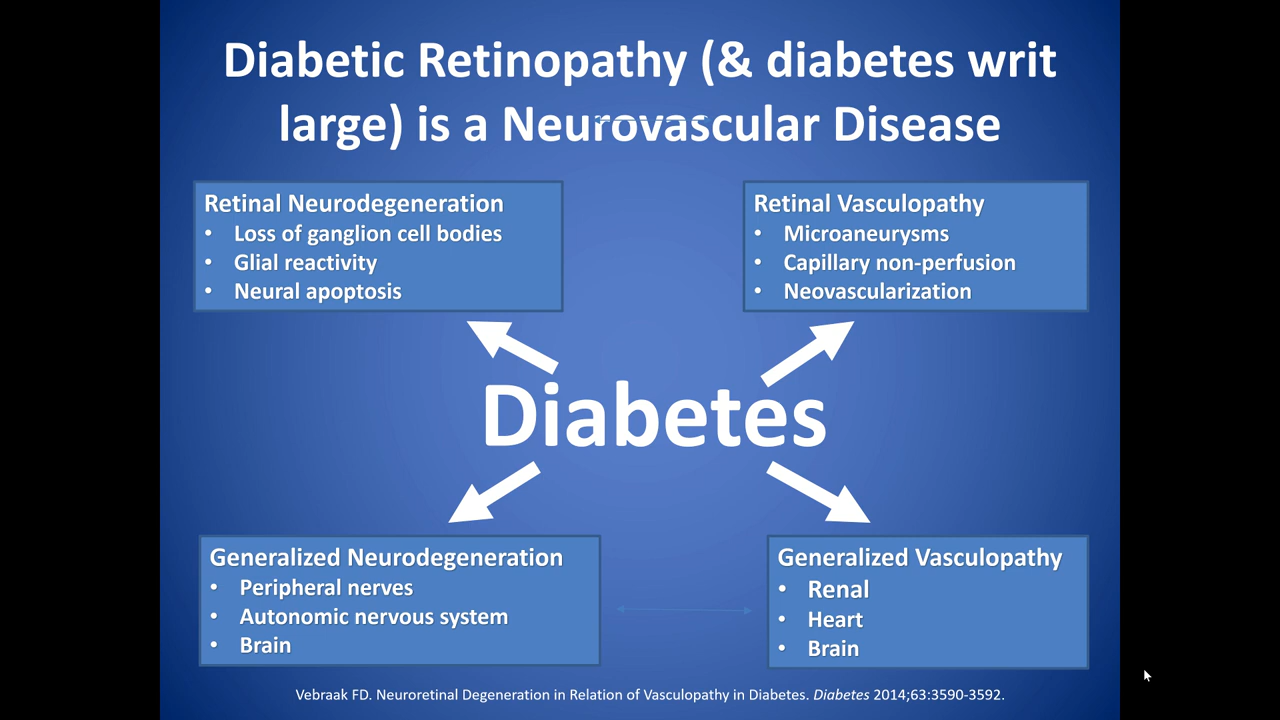 Diabetic Retinopathy (& diabetes writ
large) is a Neurovascular Disease
Retinal Neurodegeneration
• Loss of ganglion cell bodies
• Glial reactivity
• Neural apoptosis
Retinal Vasculopathy
• Microaneurysms
• Capillary non-perfusion
• Neovascularization
Diabetes
Generalized Neurodegeneration
• Peripheral nerves
• Autonomic nervous system
• Brain
Generalized Vasculopathy
• Renal
• Heart
• Brain
Vebraak FD. Neuroretinal Degeneration in Relation of Vasculopathy in Diabetes. Diabetes 2014;63:3590-3592.